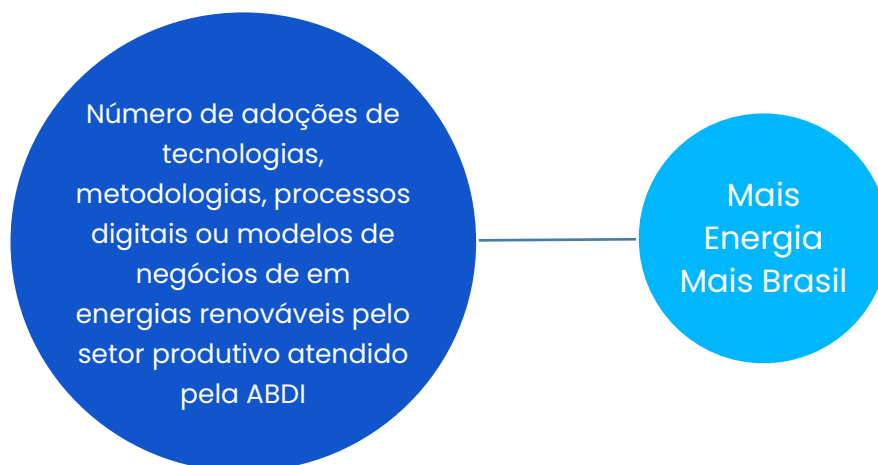 Número de adoções de
tecnologias,
metodologias, processos
digitais ou modelos de
negócios de em
energias renováveis pelo
setor produtivo atendido
pela ABDI
Mais
Energia
Mais Brasil